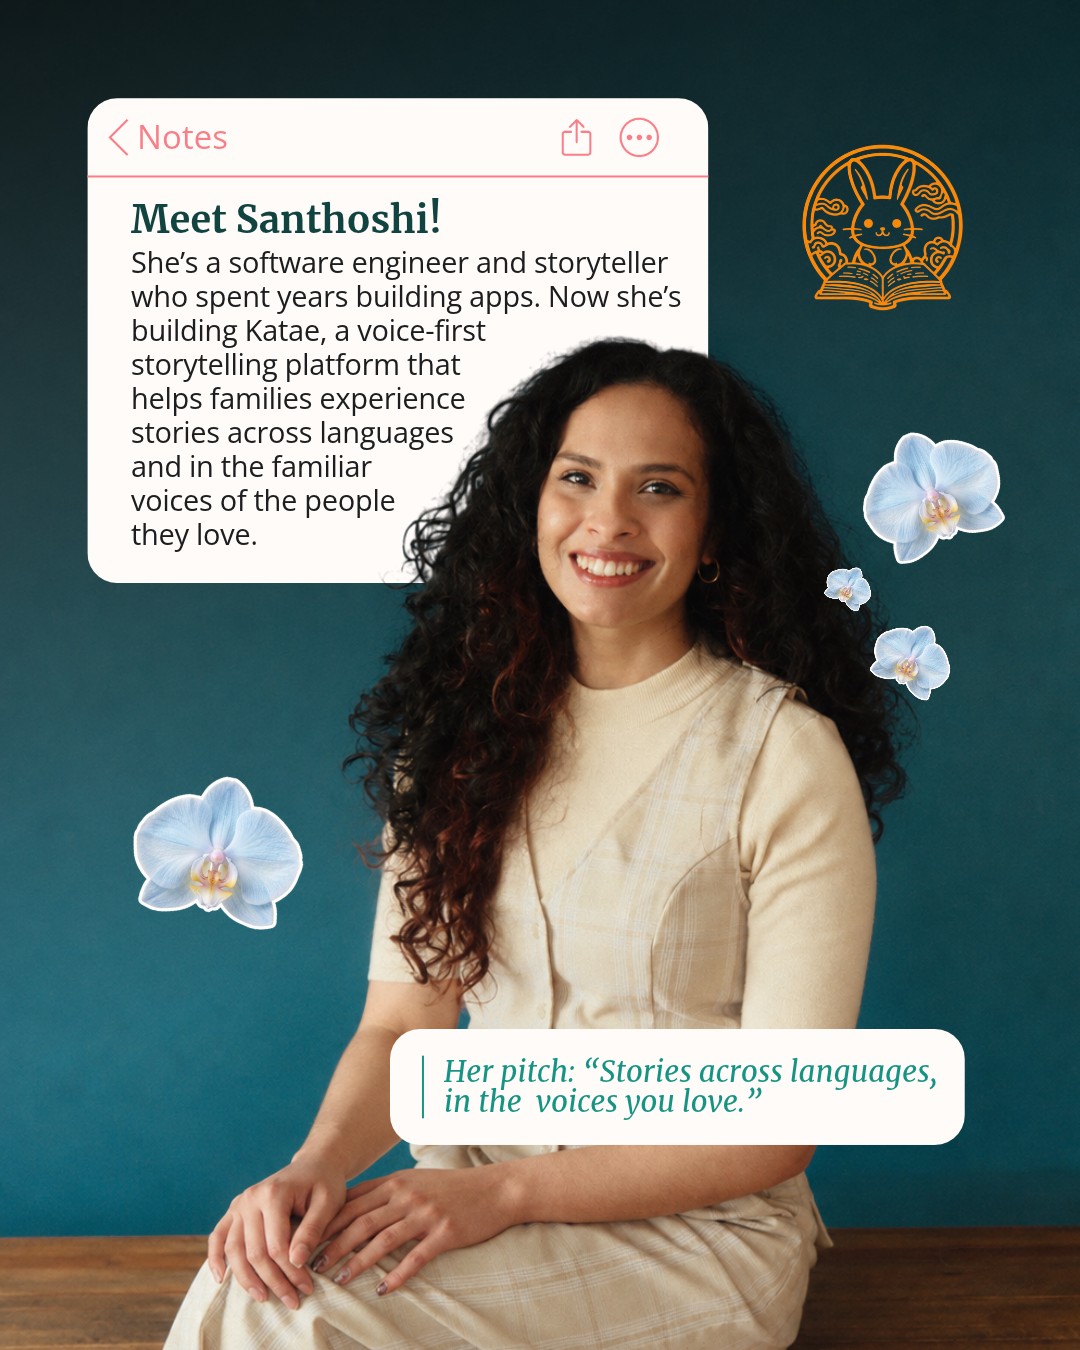 Notes
Meet Santhoshi!
She’s a software engineer and storyteller
who spent years building apps. Now she’s
building Katae, a voice-first
storytelling platform that
helps families experience
stories across languages
and in the familiar
voices of the people
they love.
Her pitch: “Stories across languages,
in the  voices you love.”